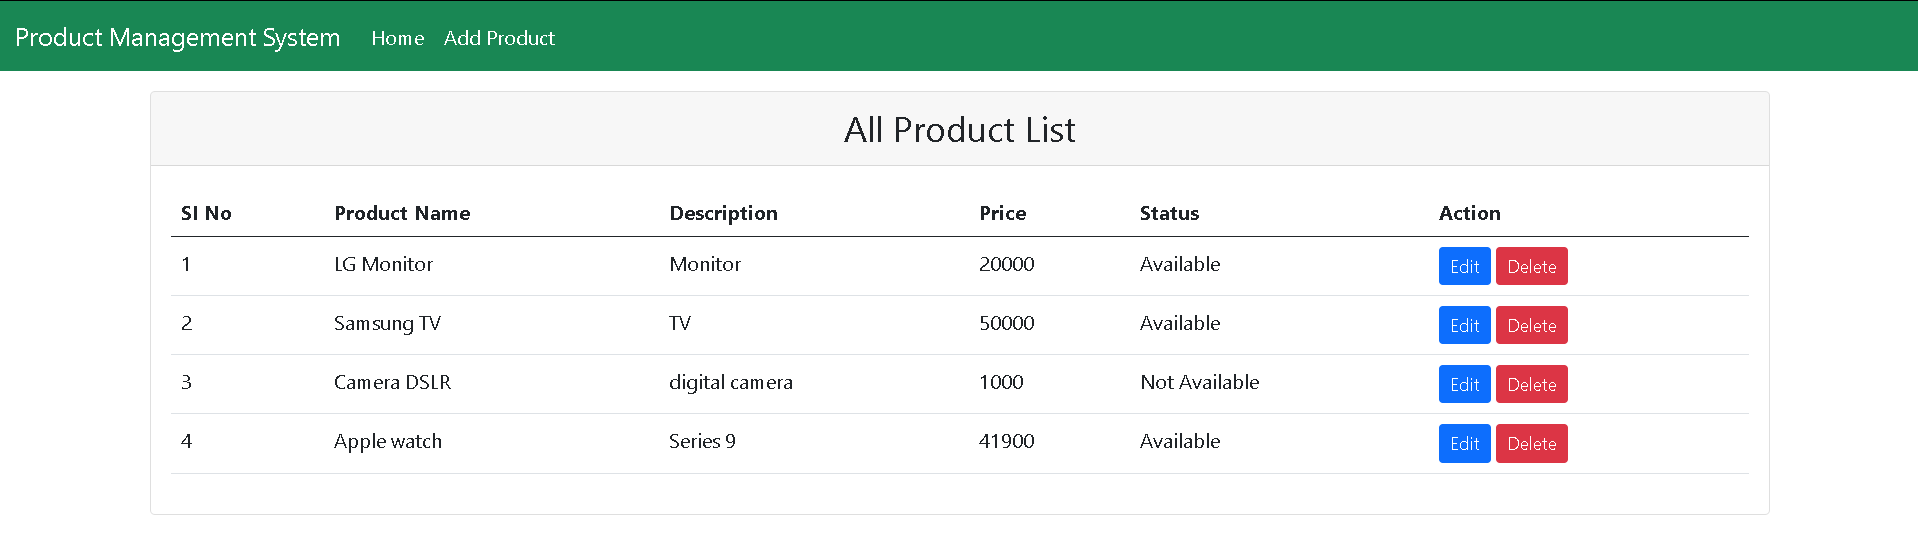 Product Management System Home Add Product
All Product List
Sl No Product Name Description Price Status Action
1 LG Monitor Monitor 20000 Available Edit Delete
2 Samsung TV TV 50000 Available Edit Delete
3 Camera DSLR digital camera 1000 Not Available Edit Delete
4 Apple watch Series 9 41900 Available Edit Delete